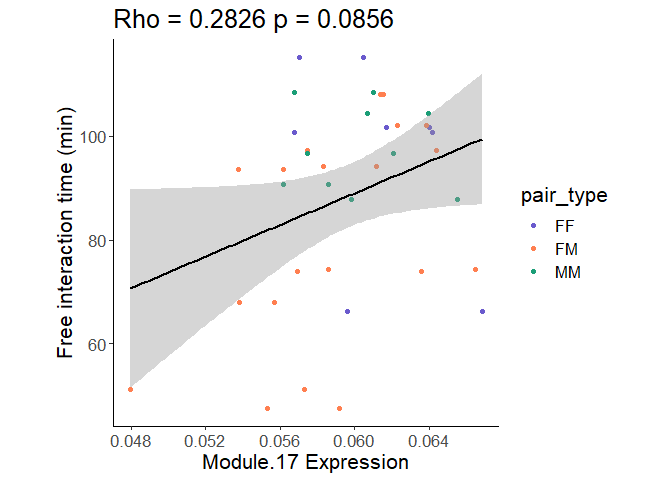 Rho = 0.2826 p = 0.0856
Free interaction time (min)
100
80
60
0.048 0.052 0.056 0.060 0.064
Module.17 Expression
pair_type
FF
FM
MM